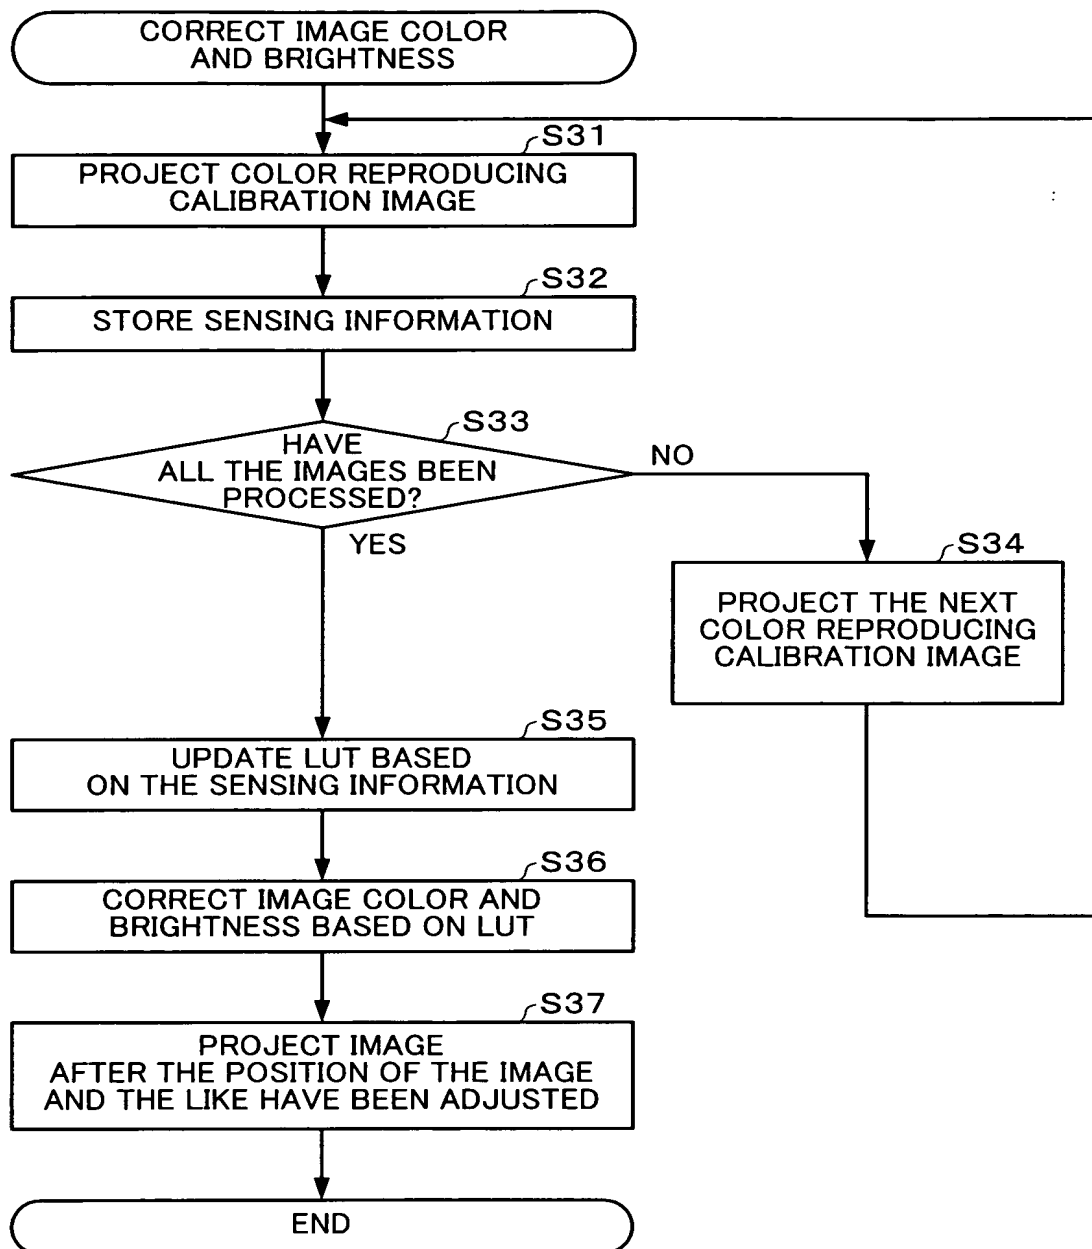 CORRECT IMAGE COLOR
AND BRIGHTNESS
S31
PROJECT COLOR REPRODUCING
CALIBRATION IMAGE
S32
STORE SENSING INFORMATION
S33
HAVE
ALL THE IMAGES BEEN
PROCESSED?
NO
YES
S34
PROJECT THE NEXT
COLOR REPRODUCING
CALIBRATION IMAGE
S35
UPDATE LUT BASED
ON THE SENSING INFORMATION
S36
CORRECT IMAGE COLOR AND
BRIGHTNESS BASED ON LUT
S37
PROJECT IMAGE
AFTER THE POSITION OF THE IMAGE
AND THE LIKE HAVE BEEN ADJUSTED
END